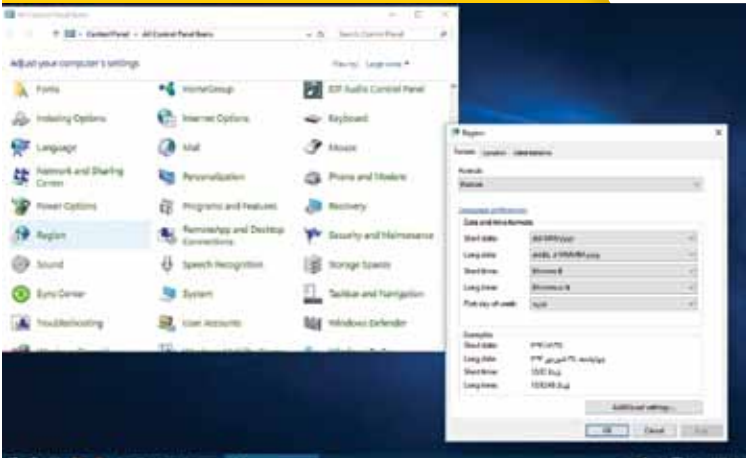 All Control Panel Items
Control Panel › All Control Panel Items
Search Control Panel
Adjust your computer's settings
View by: Large icons
Fonts
HomeGroup
IDT Audio Control Panel
Indexing Options
Internet Options
Keyboard
Language
Mail
Mouse
Network and Sharing Center
Personalization
Phone and Modem
Power Options
Programs and Features
Recovery
Region
RemoteApp and Desktop Connections
Security and Maintenance
Sound
Speech Recognition
Storage Spaces
Sync Center
System
Taskbar and Navigation
Troubleshooting
User Accounts
Windows Defender
Region
Formats Location Administrative
Format:
Language preferences
Date and time formats
Short date:
Long date:
Short time:
Long time:
First day of week:
Examples
Short date:
Long date:
Short time:
Long time:
Additional settings...
OK Cancel